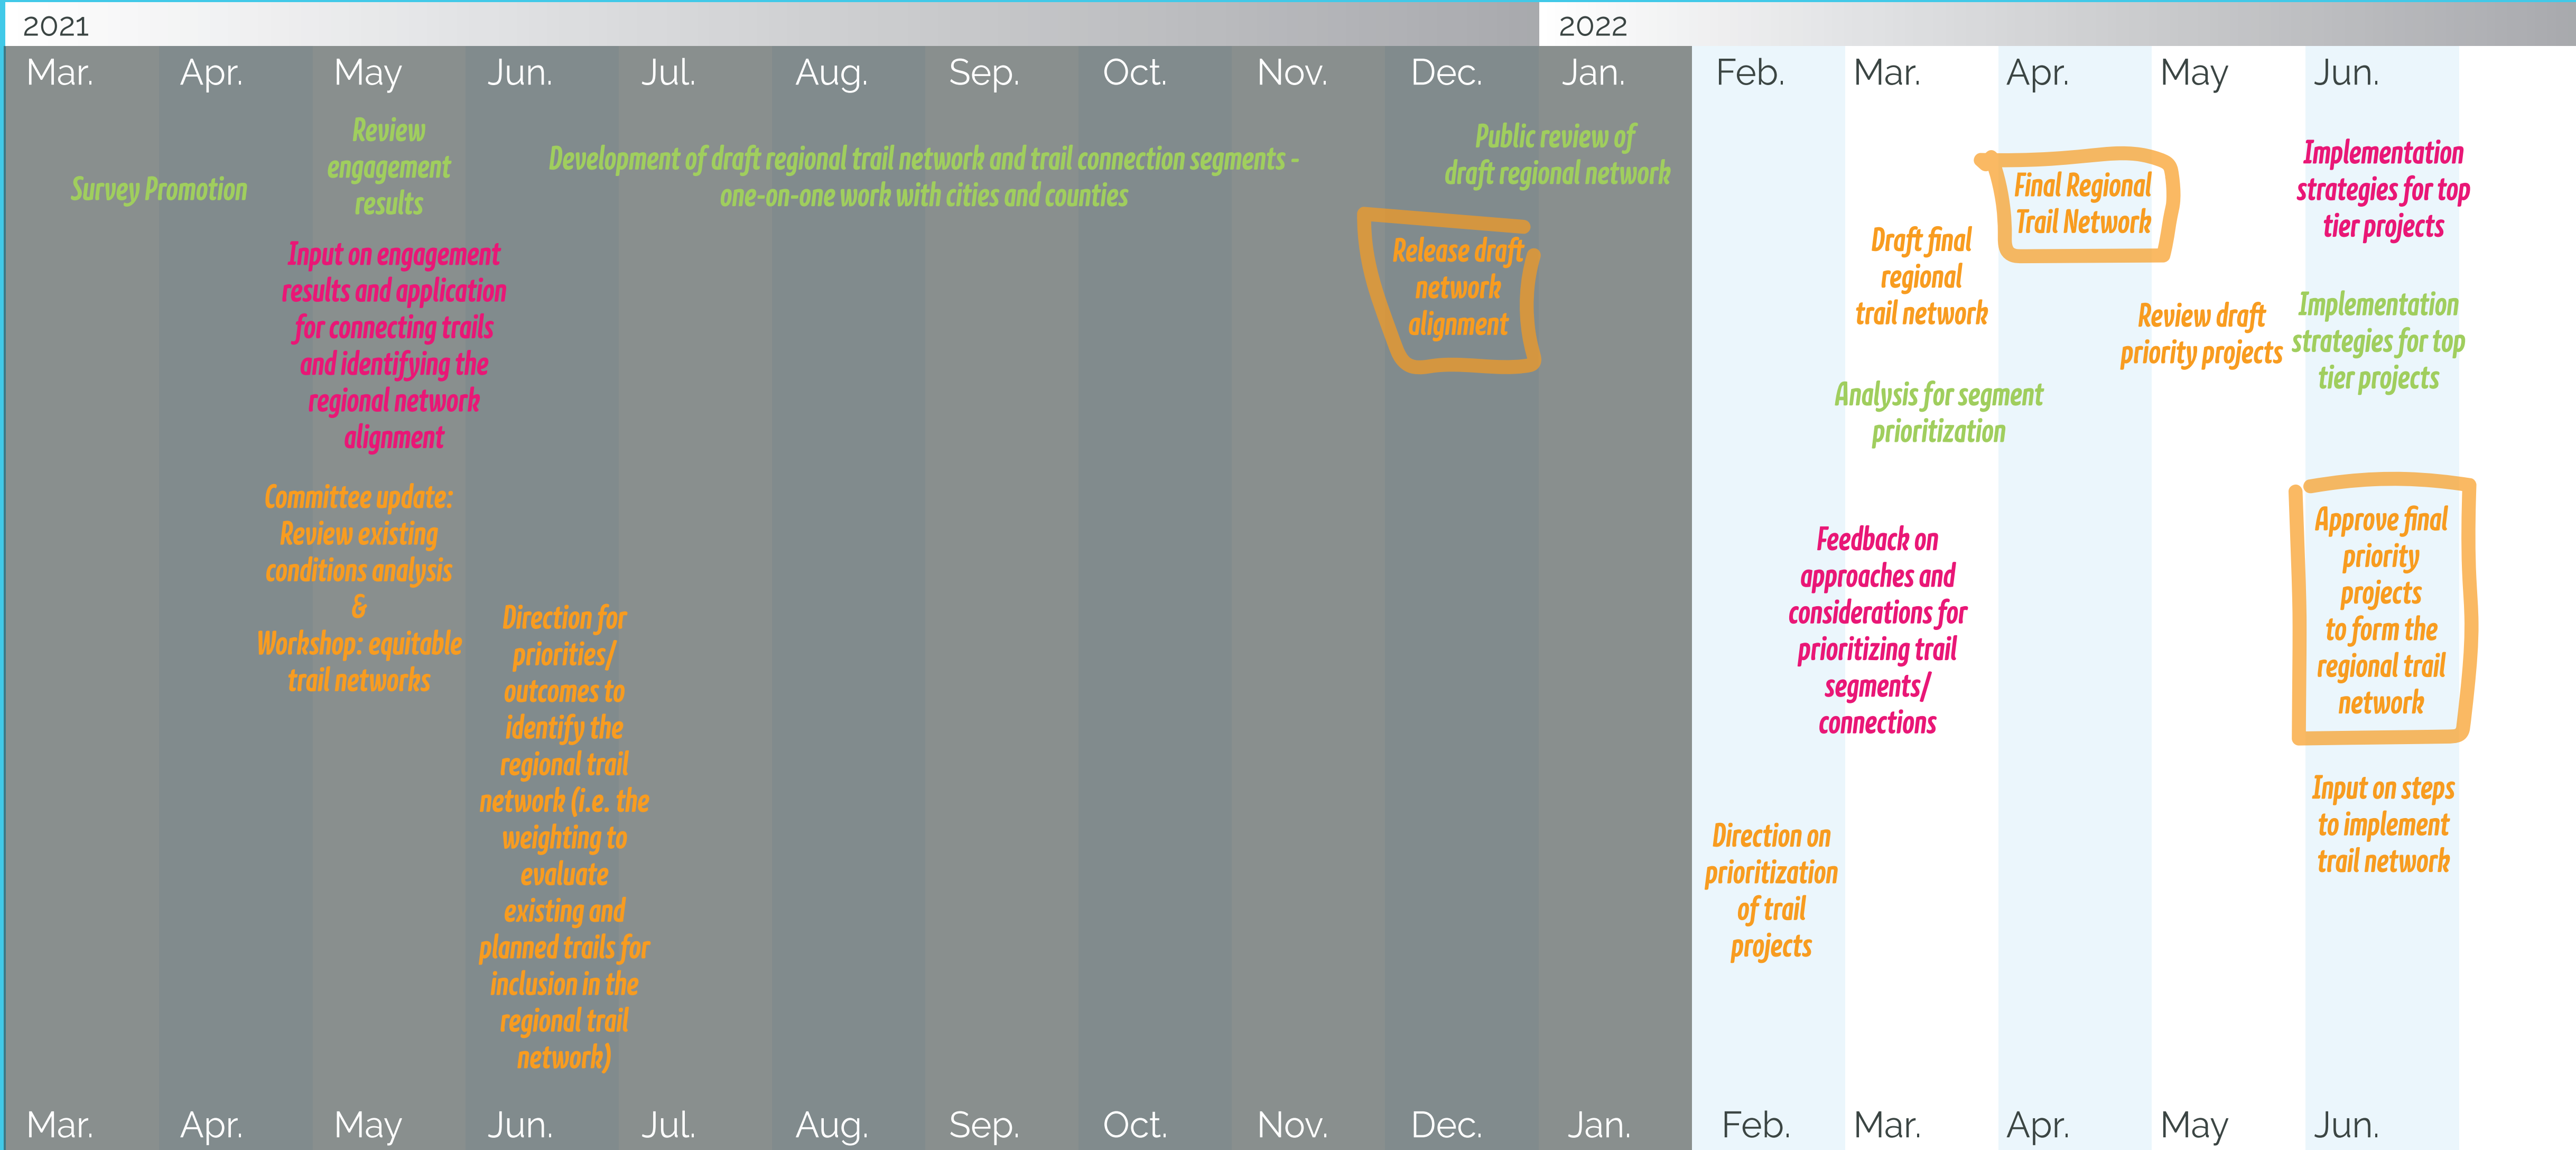 2021
2022
Mar.
Apr.
May
Jun.
Jul.
Aug.
Sep.
Oct.
Nov.
Dec.
Jan.
Feb.
Mar.
Apr.
May
Jun.
Survey Promotion
Review
engagement
results
Input on engagement
results and application
for connecting trails
and identifying the
regional network
alignment
Committee update:
Review existing
conditions analysis
&
Workshop: equitable
trail networks
Development of draft regional trail network and trail connection segments -
one-on-one work with cities and counties
Direction for
priorities/
outcomes to
identify the
regional trail
network (i.e. the
weighting to
evaluate
existing and
planned trails for
inclusion in the
regional trail
network)
Public review of
draft regional network
Release draft
network
alignment
Direction on
prioritization
of trail
projects
Draft final
regional
trail network
Analysis for segment
prioritization
Feedback on
approaches and
considerations for
prioritizing trail
segments/
connections
Final Regional
Trail Network
Review draft
priority projects
Implementation
strategies for top
tier projects
Implementation
strategies for top
tier projects
Approve final
priority
projects
to form the
regional trail
network
Input on steps
to implement
trail network
Mar.
Apr.
May
Jun.
Jul.
Aug.
Sep.
Oct.
Nov.
Dec.
Jan.
Feb.
Mar.
Apr.
May
Jun.